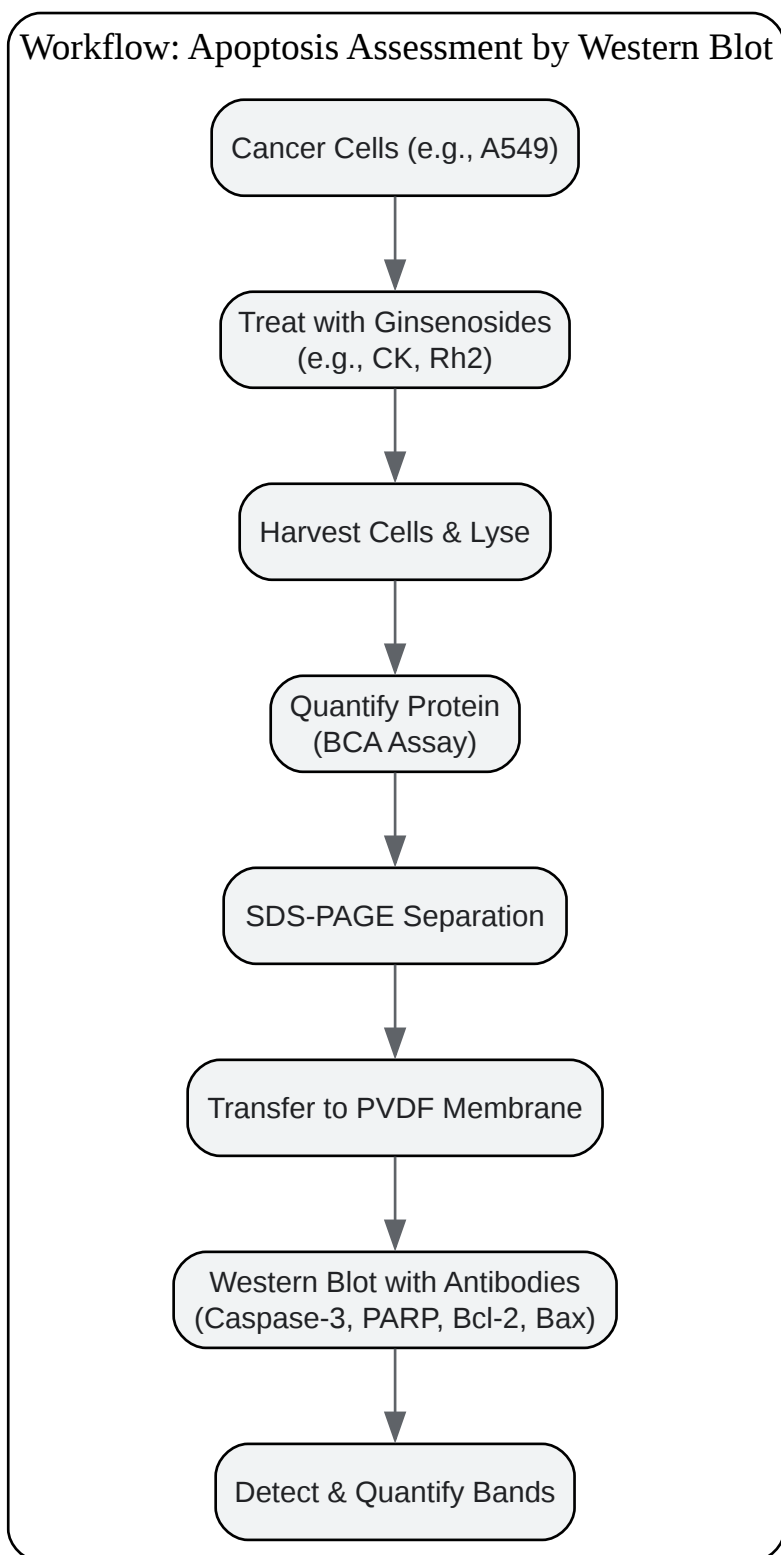 Workflow: Apoptosis Assessment by Western Blot
Cancer Cells (e.g., A549)
Treat with Ginsenosides
(e.g., CK, Rh2)
Harvest Cells & Lyse
Quantify Protein
(BCA Assay)
SDS-PAGE Separation
Transfer to PVDF Membrane
Western Blot with Antibodies
(Caspase-3, PARP, Bcl-2, Bax)
Detect & Quantify Bands